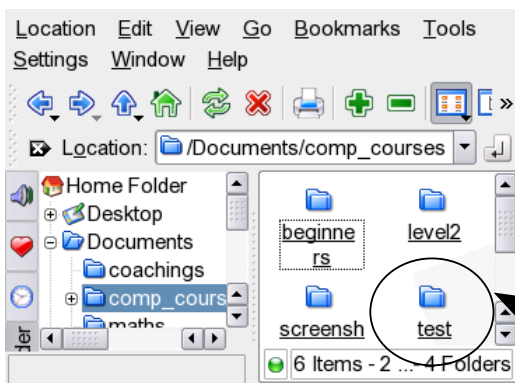 Location Edit View Go Bookmarks Tools
Settings Window Help
Location: /Documents/comp_courses
Home Folder
Desktop
Documents
coachings
comp_cours
maths
beginne
rs
level2
screensh
test
der
6 Items - 2 ...- 4 Folders